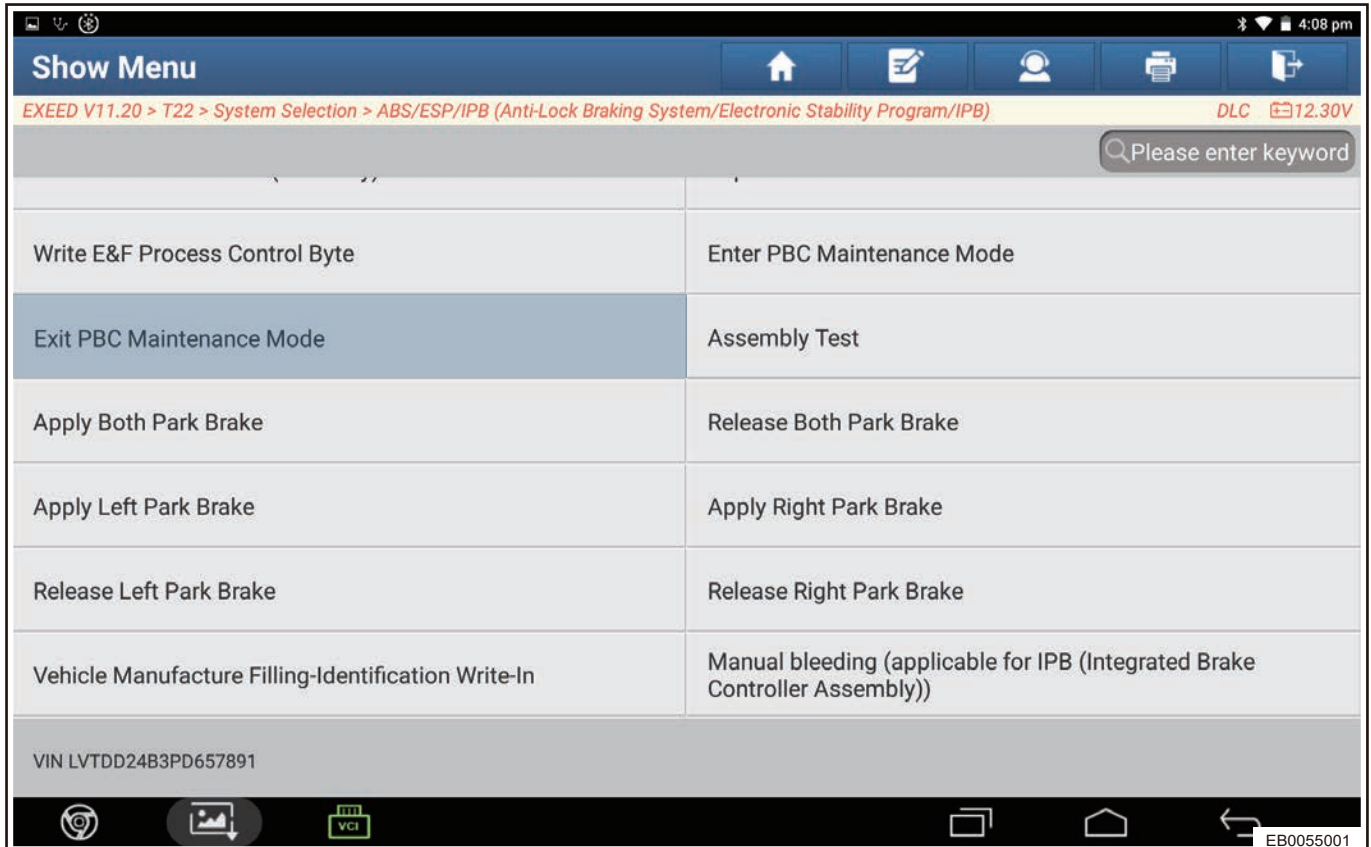 4:08 pm
Show Menu
EXEED V11.20 > T22 > System Selection > ABS/ESP/IPB (Anti-Lock Braking System/Electronic Stability Program/IPB)
DLC 12.30V
Please enter keyword
Write E&F Process Control Byte
Enter PBC Maintenance Mode
Exit PBC Maintenance Mode
Assembly Test
Apply Both Park Brake
Release Both Park Brake
Apply Left Park Brake
Apply Right Park Brake
Release Left Park Brake
Release Right Park Brake
Vehicle Manufacture Filling-Identification Write-In
Manual bleeding (applicable for IPB (Integrated Brake
Controller Assembly))
VIN LVTDD24B3PD657891
VCI
EB0055001